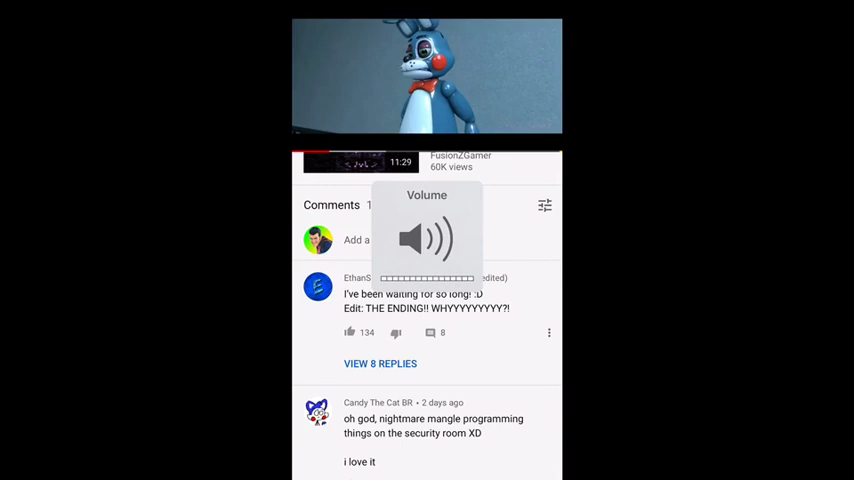 FusionZGamer
11:29
60K views
Volume
Comments 1
Add a
EthanS
edited)
I've been waiting for so long! :D
Edit: THE ENDING!! WHYYYYYYYYY?!
134
8
VIEW 8 REPLIES
Candy The Cat BR • 2 days ago
oh god, nightmare mangle programming
things on the security room XD
i love it